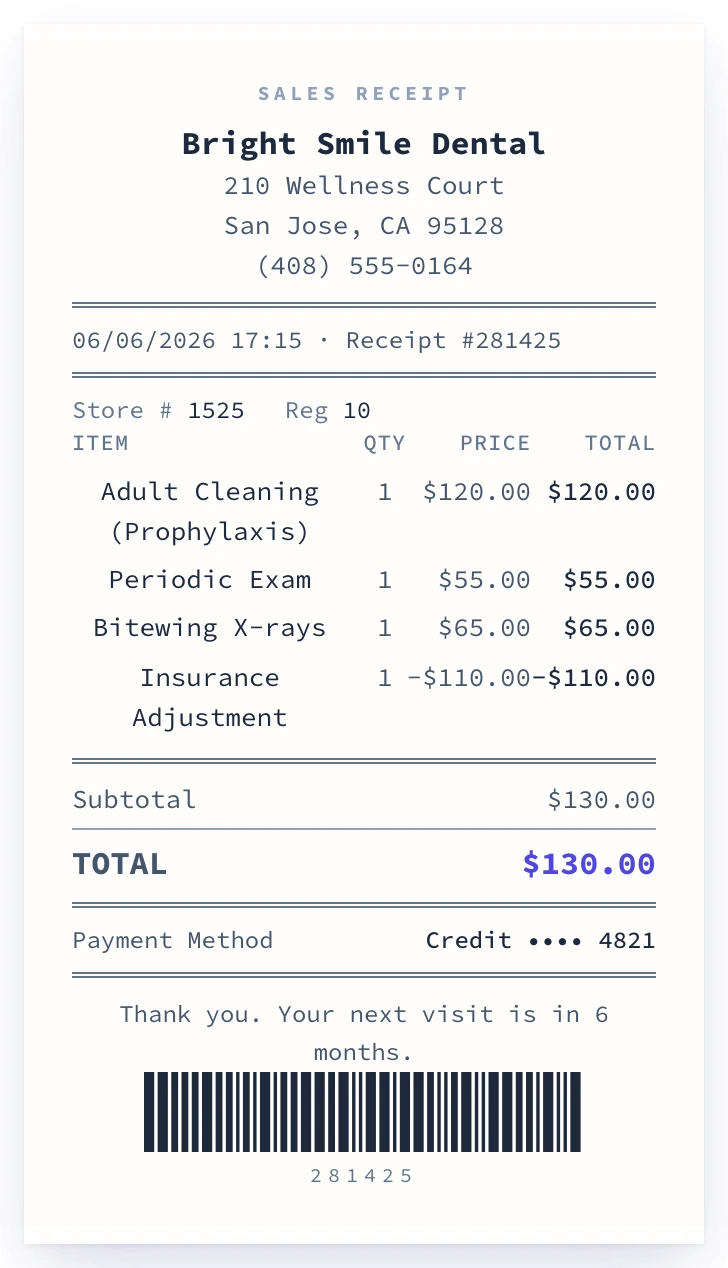 SALES RECEIPT
Bright Smile Dental
210 Wellness Court
San Jose, CA 95128
(408) 555-0164
06/06/2026 17:15 · Receipt #281425
Store # 1525 Reg 10
ITEM QTY PRICE TOTAL
Adult Cleaning 1 $120.00 $120.00
(Prophylaxis)
Periodic Exam 1 $55.00 $55.00
Bitewing X-rays 1 $65.00 $65.00
Insurance 1 -$110.00 -$110.00
Adjustment
Subtotal $130.00
TOTAL $130.00
Payment Method Credit •••• 4821
Thank you. Your next visit is in 6
months.
281425